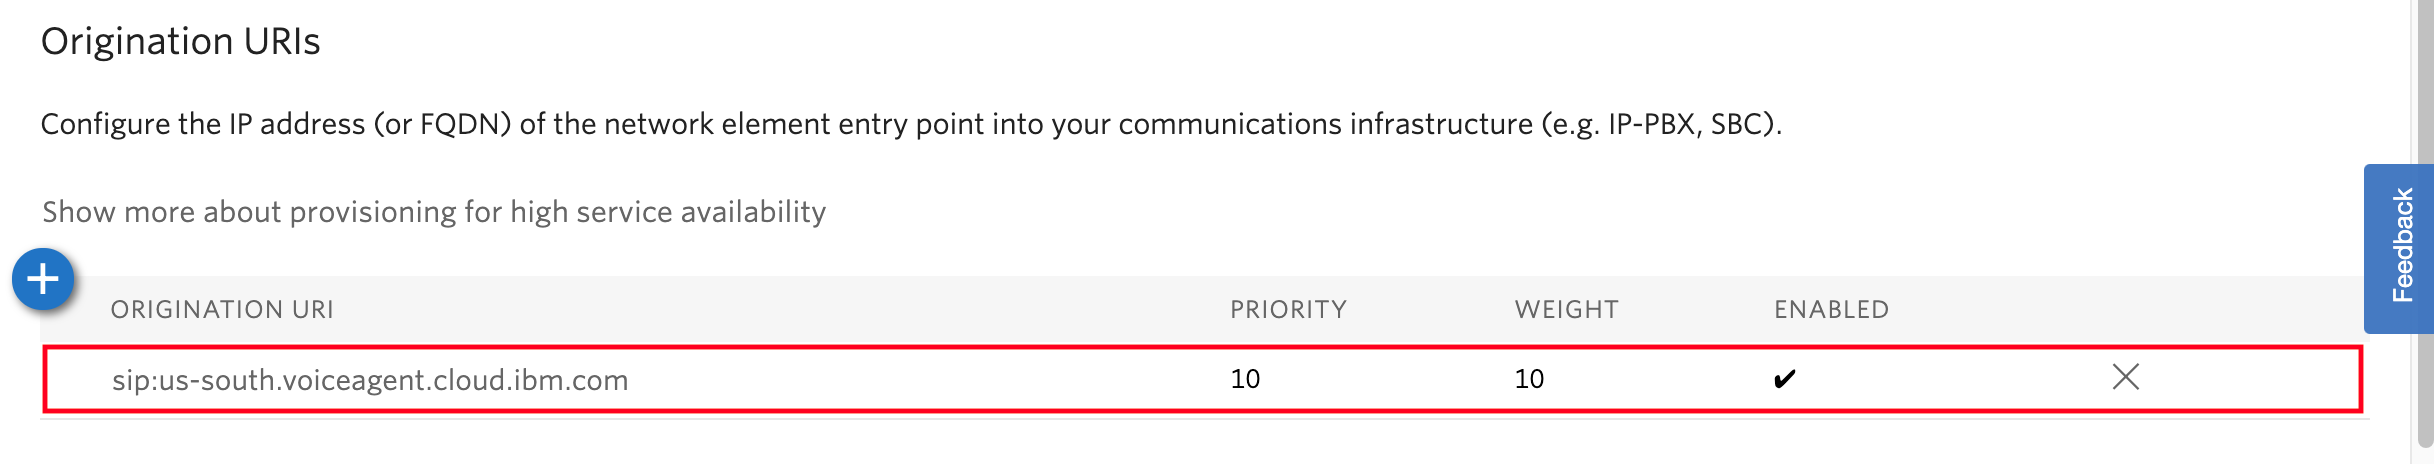 Origination URIs
Configure the IP address (or FQDN) of the network element entry point into your communications infrastructure (e.g. IP-PBX, SBC).
Show more about provisioning for high service availability
Feedback
ORIGINATION URI PRIORITY WEIGHT ENABLED
sip:us-south.voiceagent.cloud.ibm.com 10 10 ✔